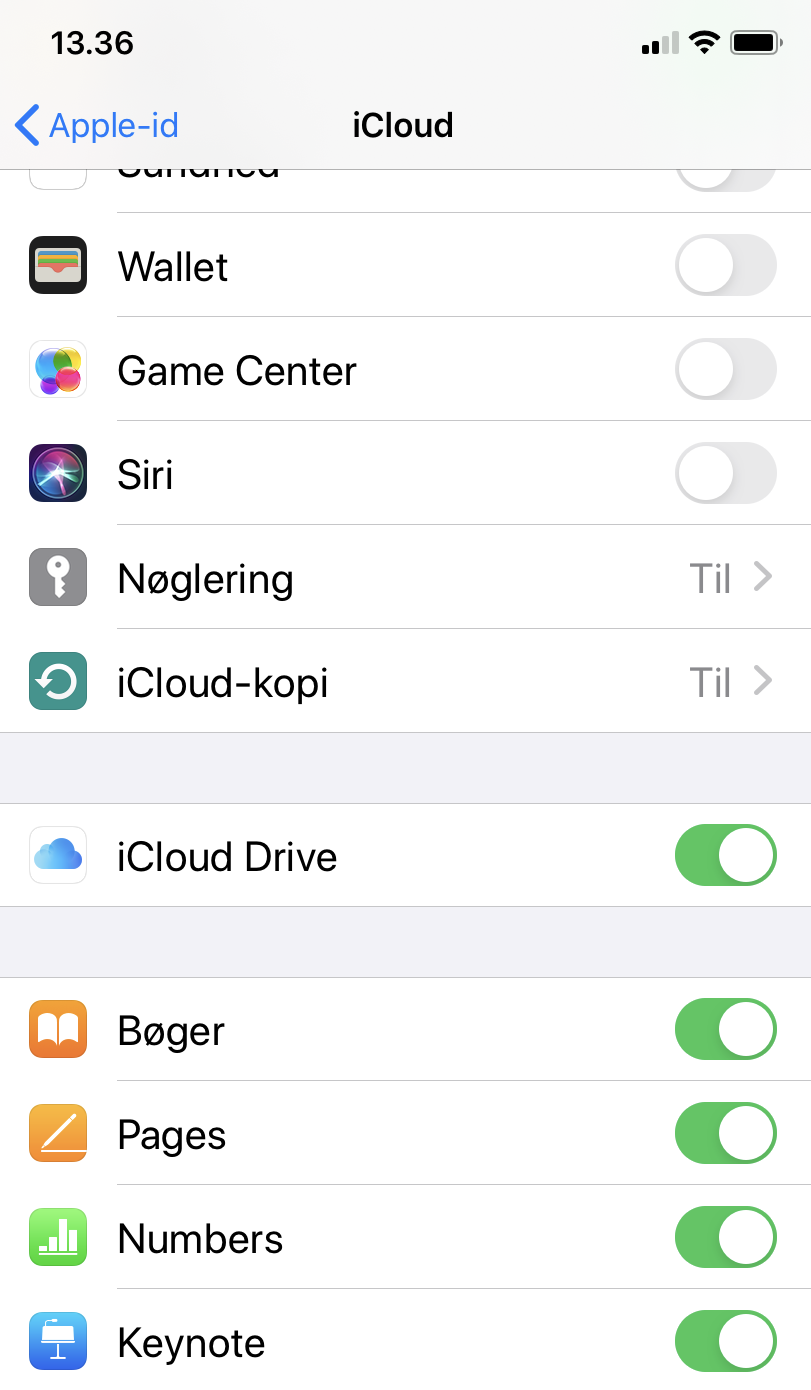 13.36
Apple-id
iCloud
Sundhed
Wallet
Game Center
Siri
Nøglering Til
iCloud-kopi Til
iCloud Drive
Bøger
Pages
Numbers
Keynote